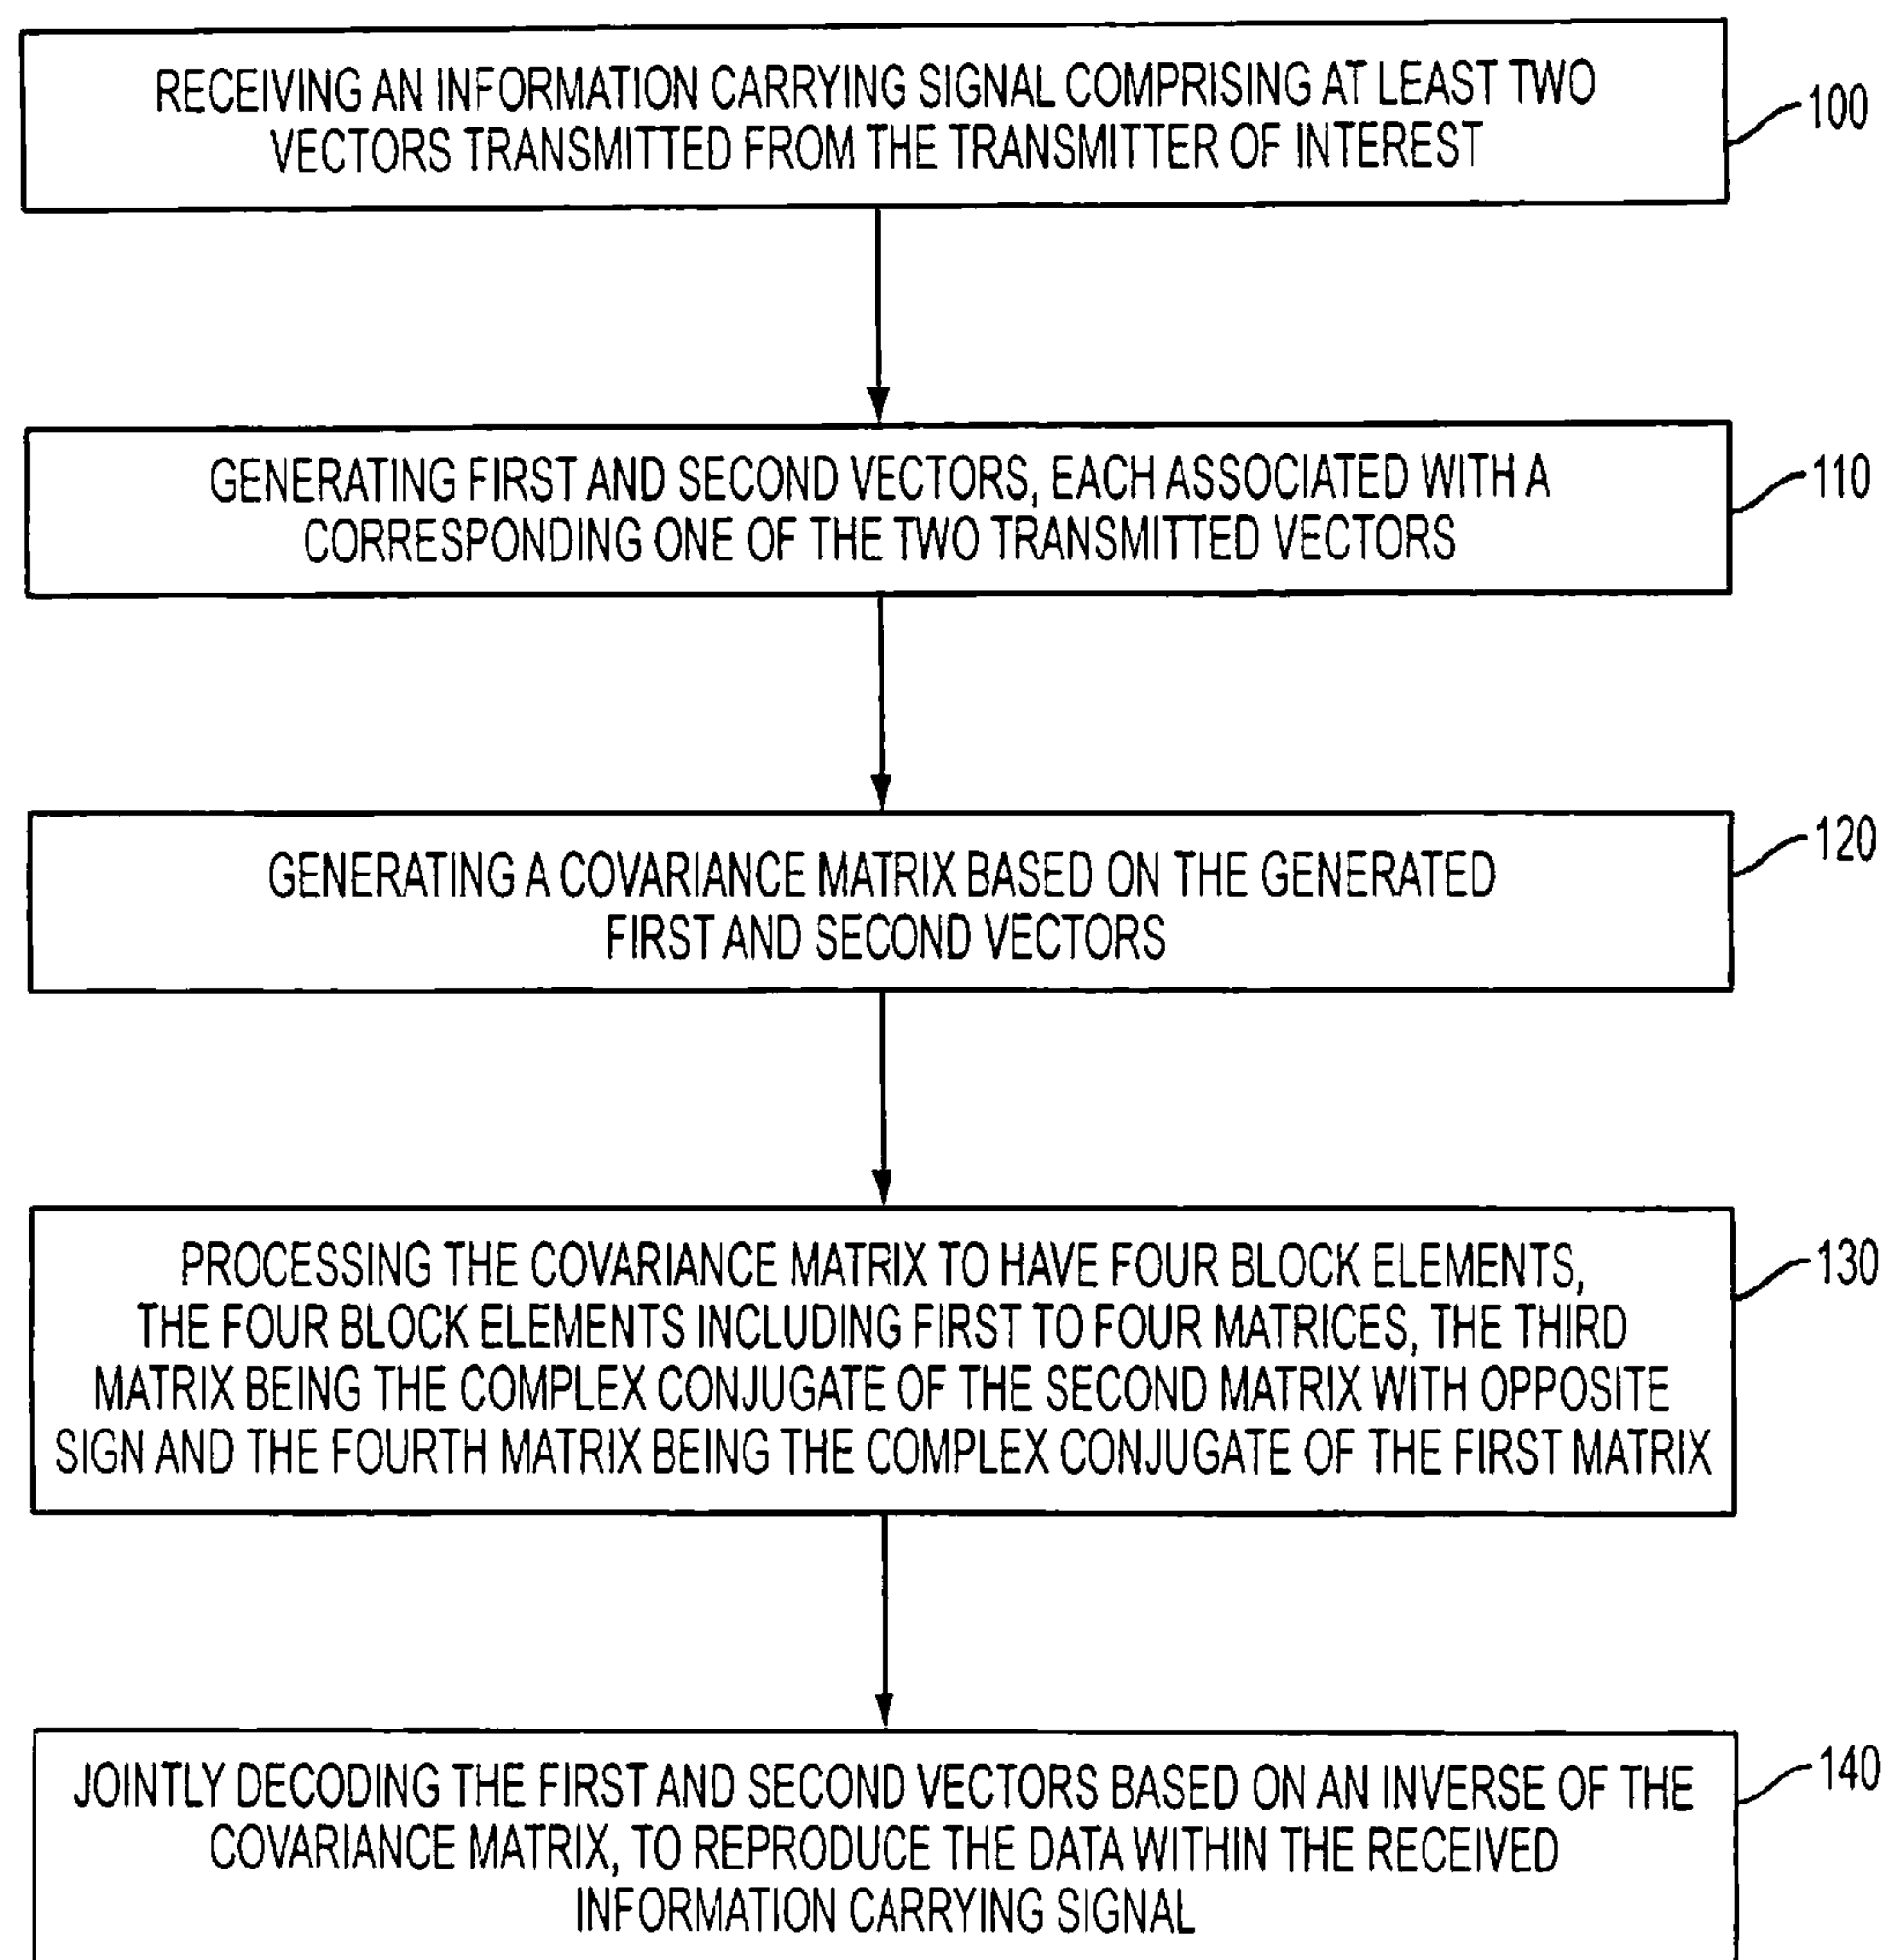 RECEIVING AN INFORMATION CARRYING SIGNAL COMPRISING AT LEAST TWO
VECTORS TRANSMITTED FROM THE TRANSMITTER OF INTEREST
100
GENERATING FIRST AND SECOND VECTORS, EACH ASSOCIATED WITH A
CORRESPONDING ONE OF THE TWO TRANSMITTED VECTORS
110
GENERATING A COVARIANCE MATRIX BASED ON THE GENERATED
FIRST AND SECOND VECTORS
120
PROCESSING THE COVARIANCE MATRIX TO HAVE FOUR BLOCK ELEMENTS,
THE FOUR BLOCK ELEMENTS INCLUDING FIRST TO FOUR MATRICES, THE THIRD
MATRIX BEING THE COMPLEX CONJUGATE OF THE SECOND MATRIX WITH OPPOSITE
SIGN AND THE FOURTH MATRIX BEING THE COMPLEX CONJUGATE OF THE FIRST MATRIX
130
JOINTLY DECODING THE FIRST AND SECOND VECTORS BASED ON AN INVERSE OF THE
COVARIANCE MATRIX, TO REPRODUCE THE DATA WITHIN THE RECEIVED
INFORMATION CARRYING SIGNAL
140